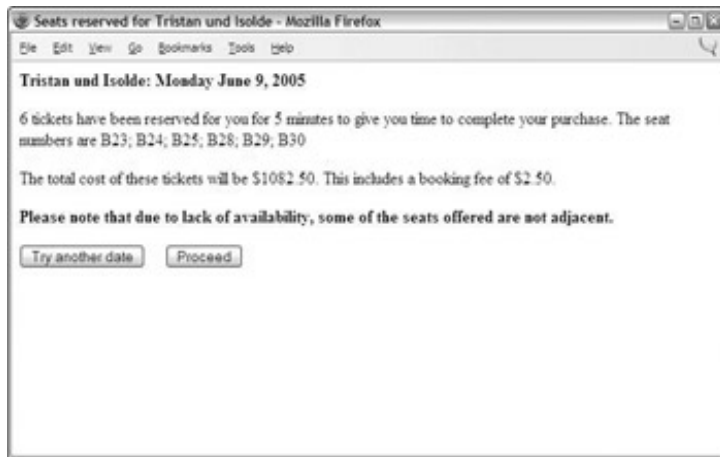 Seats reserved for Tristan und Isolde - Mozilla Firefox
File Edit View Go Bookmarks Tools Help
Tristan und Isolde: Monday June 9, 2005
6 tickets have been reserved for you for 5 minutes to give you time to complete your purchase. The seat
numbers are B23; B24; B25; B28; B29; B30
The total cost of these tickets will be $1082.50. This includes a booking fee of $2.50.
Please note that due to lack of availability, some of the seats offered are not adjacent.
Try another date Proceed